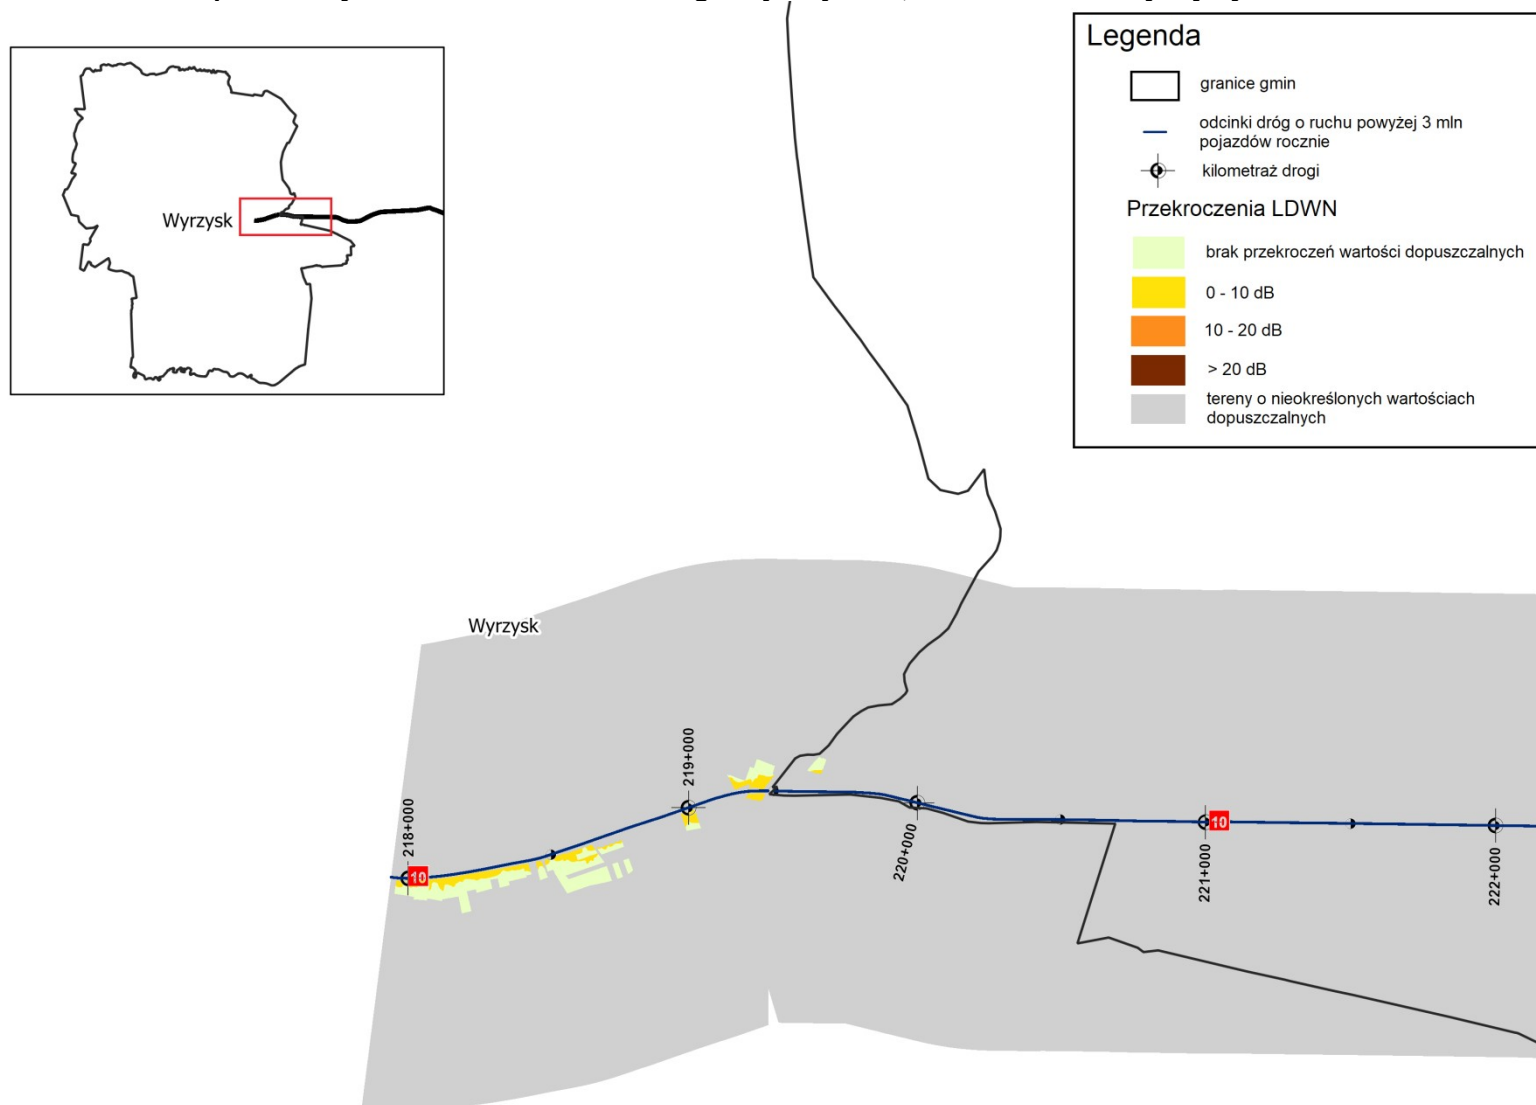 Legenda
granice gmin
odcinki dróg o ruchu powyżej 3 mln
pojazdów rocznie
kilometraż drogi
Przekroczenia LDWN
brak przekroczeń wartości dopuszczalnych
0 - 10 dB
10 - 20 dB
> 20 dB
tereny o nieokreślonych wartościach
dopuszczalnych
Wyrzysk
Wyrzysk
218+000
10
219+000
220+000
221+000
10
222+000